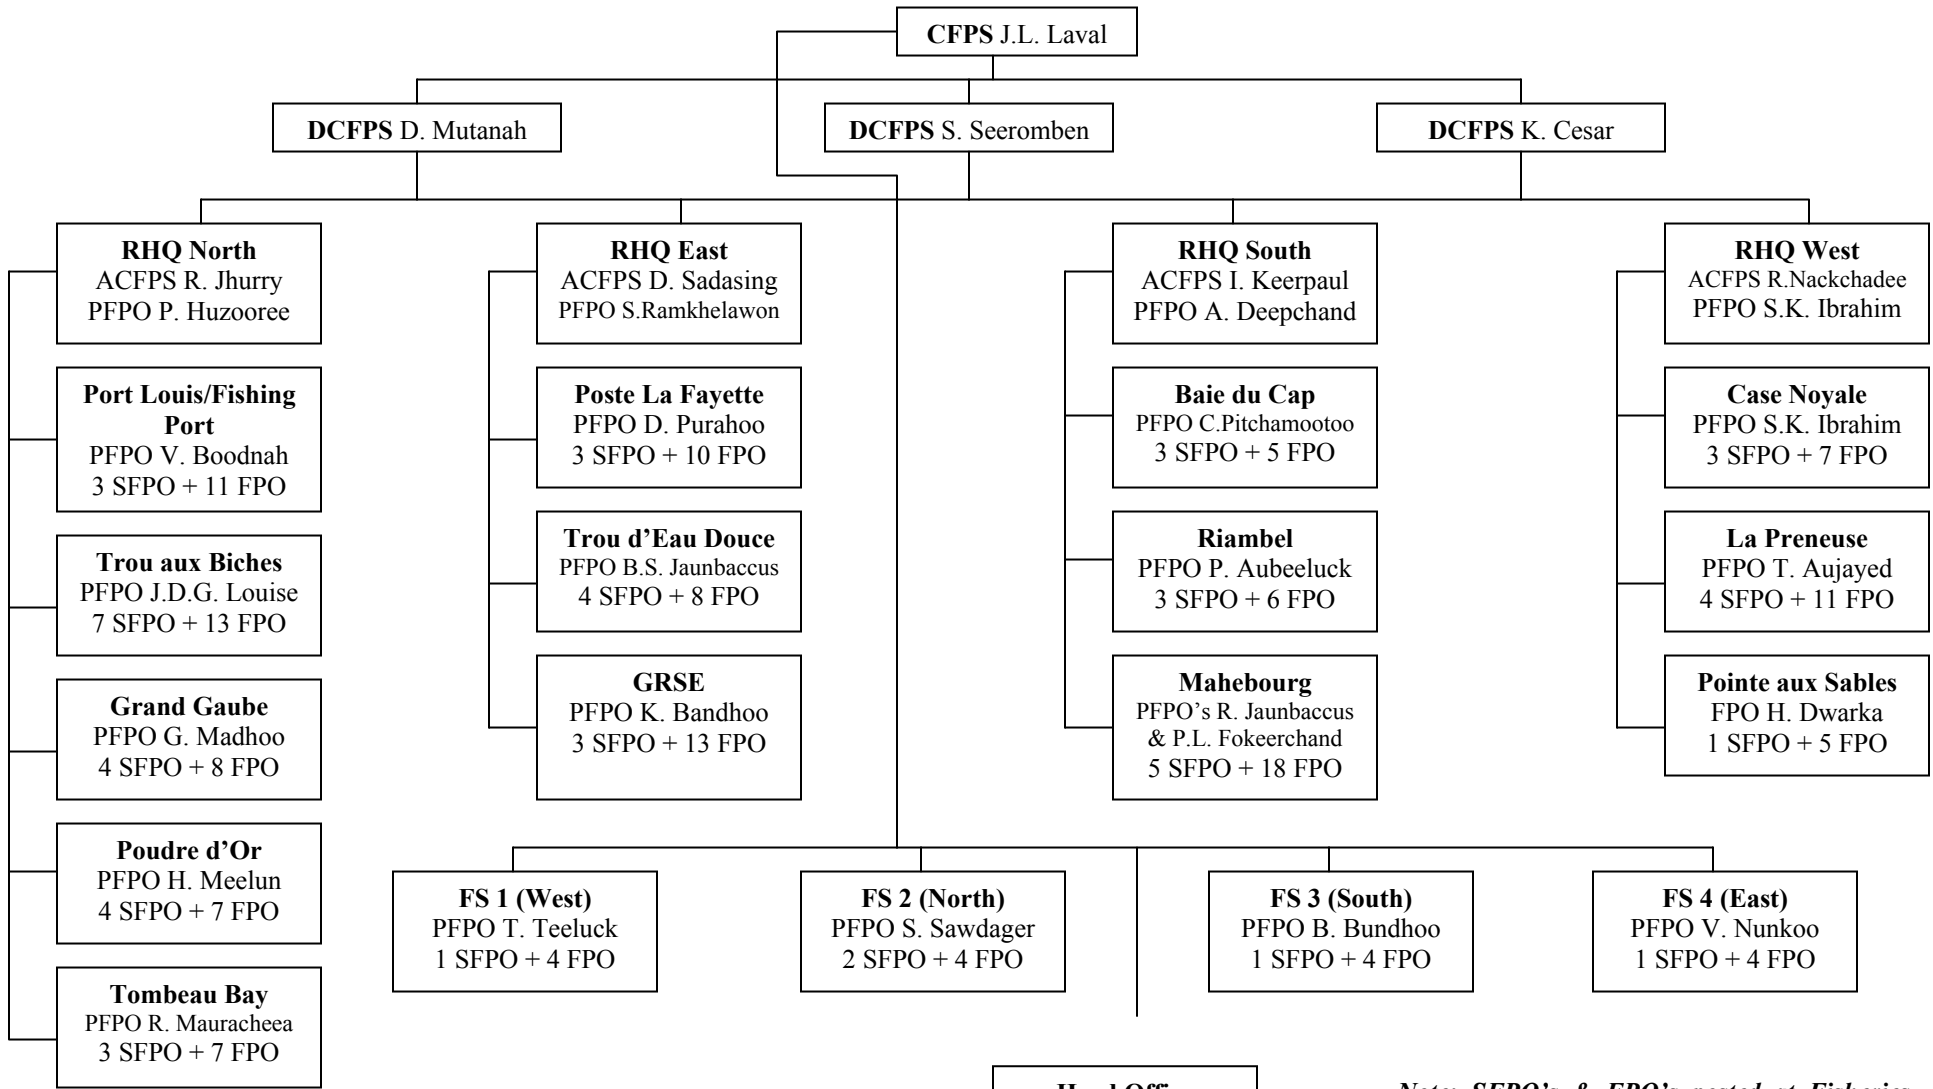 CFPS J.L. Laval
DCFPS D. Mutanah
DCFPS S. Seeromben
DCFPS K. Cesar
RHQ North
ACFPS R. Jhurry
PFPO P. Huzooree
RHQ East
ACFPS D. Sadasing
PFPO S.Ramkhelawon
RHQ South
ACFPS I. Keerpaul
PFPO A. Deepchand
RHQ West
ACFPS R.Nackchadee
PFPO S.K. Ibrahim
Port Louis/Fishing
Port
PFPO V. Boodnah
3 SFPO + 11 FPO
Poste La Fayette
PFPO D. Purahoo
3 SFPO + 10 FPO
Baie du Cap
PFPO C.Pitchamootoo
3 SFPO + 5 FPO
Case Noyale
PFPO S.K. Ibrahim
3 SFPO + 7 FPO
Trou aux Biches
PFPO J.D.G. Louise
7 SFPO + 13 FPO
Trou d’Eau Douce
PFPO B.S. Jaunbaccus
4 SFPO + 8 FPO
Riambel
PFPO P. Aubeeluck
3 SFPO + 6 FPO
La Preneuse
PFPO T. Aujayed
4 SFPO + 11 FPO
Grand Gaube
PFPO G. Madhoo
4 SFPO + 8 FPO
GRSE
PFPO K. Bandhoo
3 SFPO + 13 FPO
Mahebourg
PFPO’s R. Jaunbaccus
& P.L. Fokeerchand
5 SFPO + 18 FPO
Pointe aux Sables
FPO H. Dwarka
1 SFPO + 5 FPO
Poudre d’Or
PFPO H. Meelun
4 SFPO + 7 FPO
FS 1 (West)
PFPO T. Teeluck
1 SFPO + 4 FPO
FS 2 (North)
PFPO S. Sawdager
2 SFPO + 4 FPO
FS 3 (South)
PFPO B. Bundhoo
1 SFPO + 4 FPO
FS 4 (East)
PFPO V. Nunkoo
1 SFPO + 4 FPO
Tombeau Bay
PFPO R. Mauracheea
3 SFPO + 7 FPO
Note: SFPO’s & FPO’s posted at Fisheries